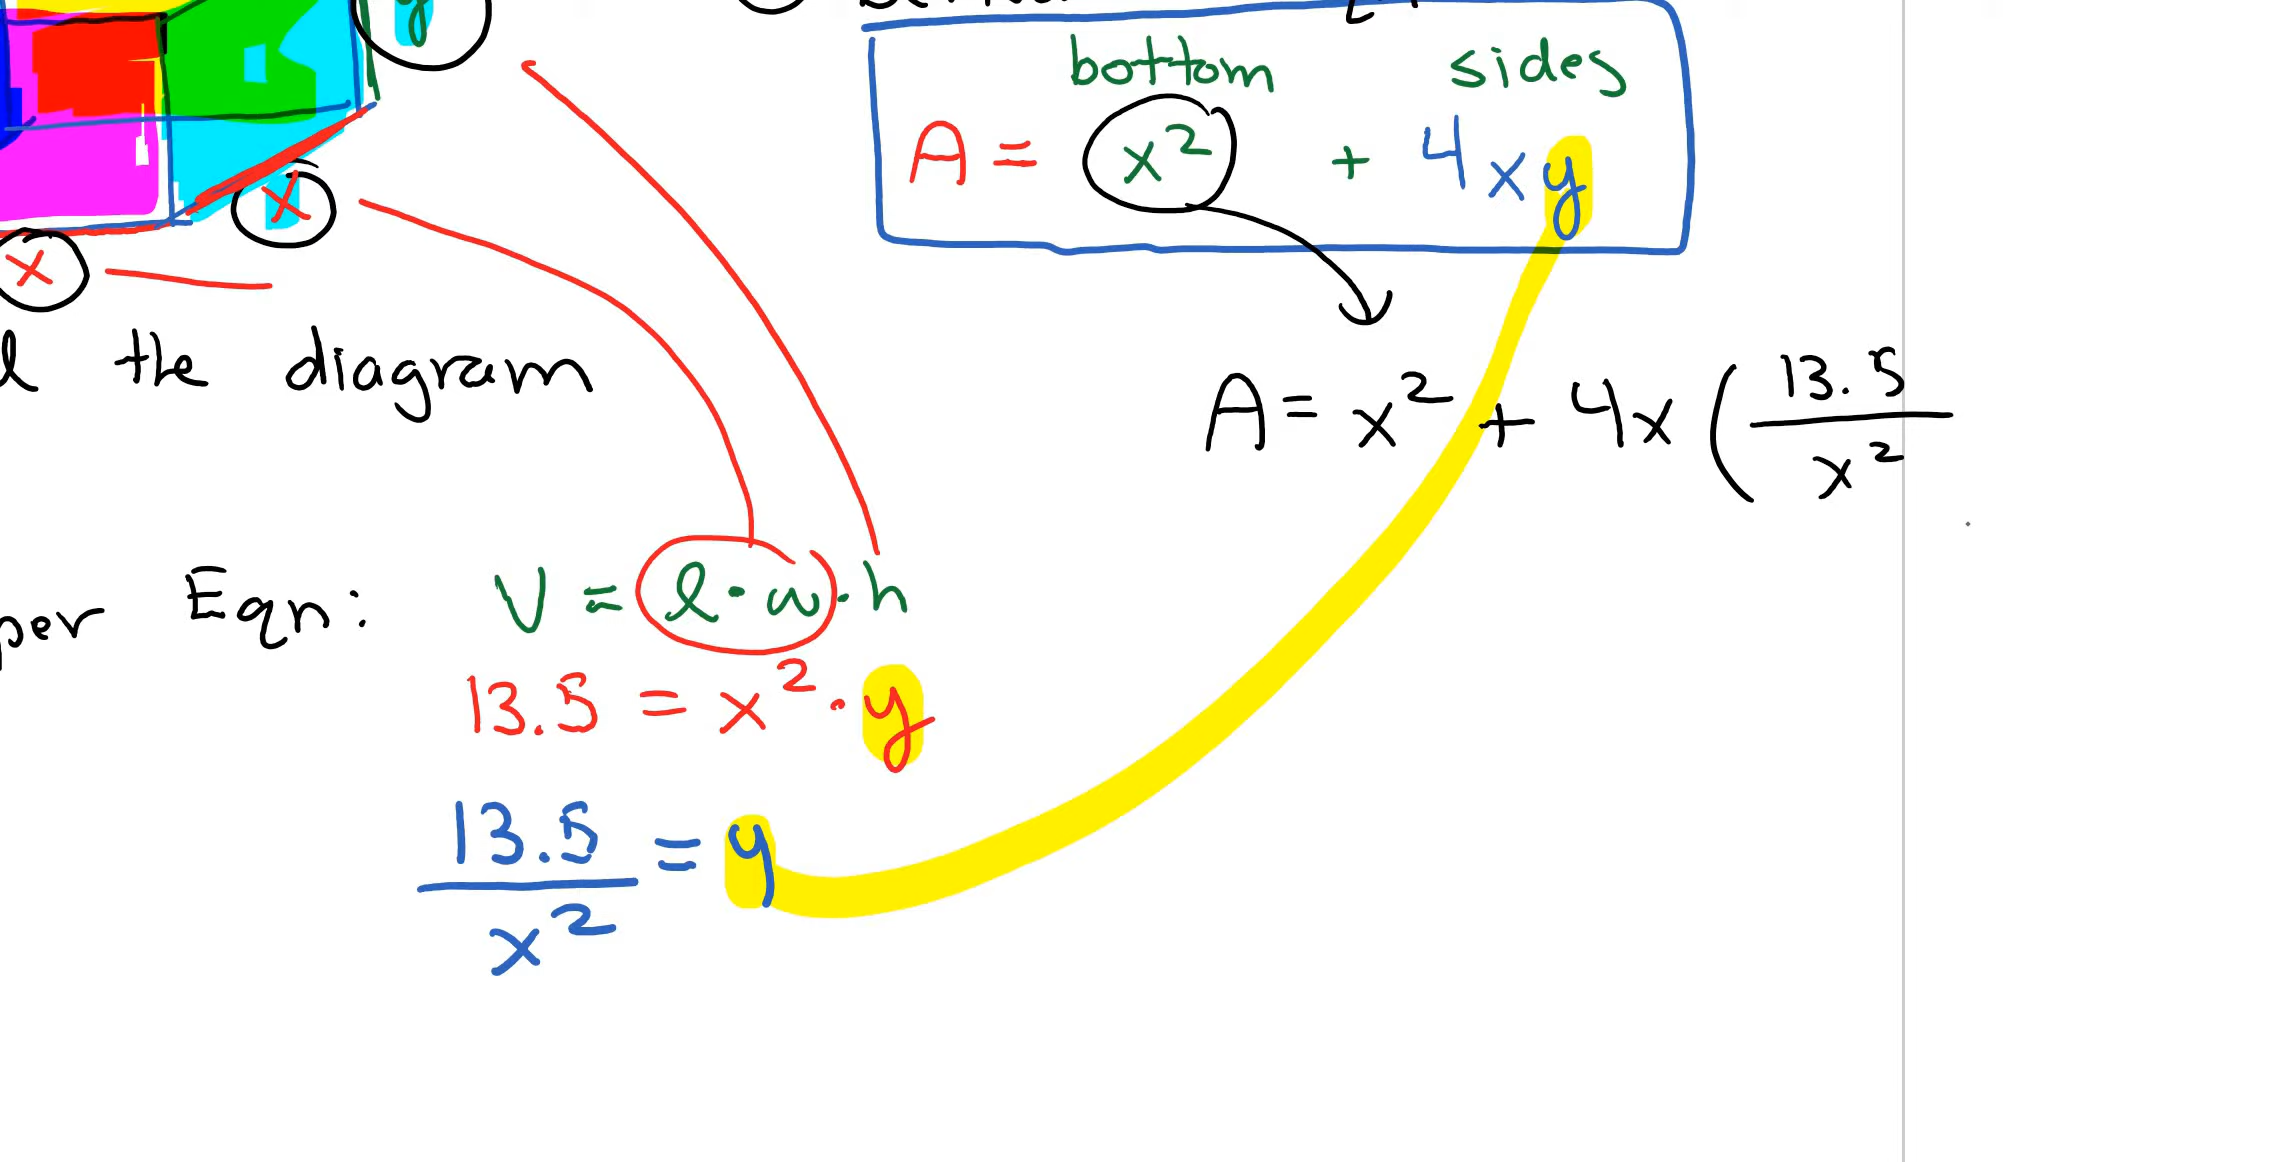 y
bottom sides
A = x² + 4xy
x
x
the diagram
A = x² + 4x ( 13.5 / x²
per Eqn: V = l · w · h
13.5 = x² · y
13.5 / x² = y